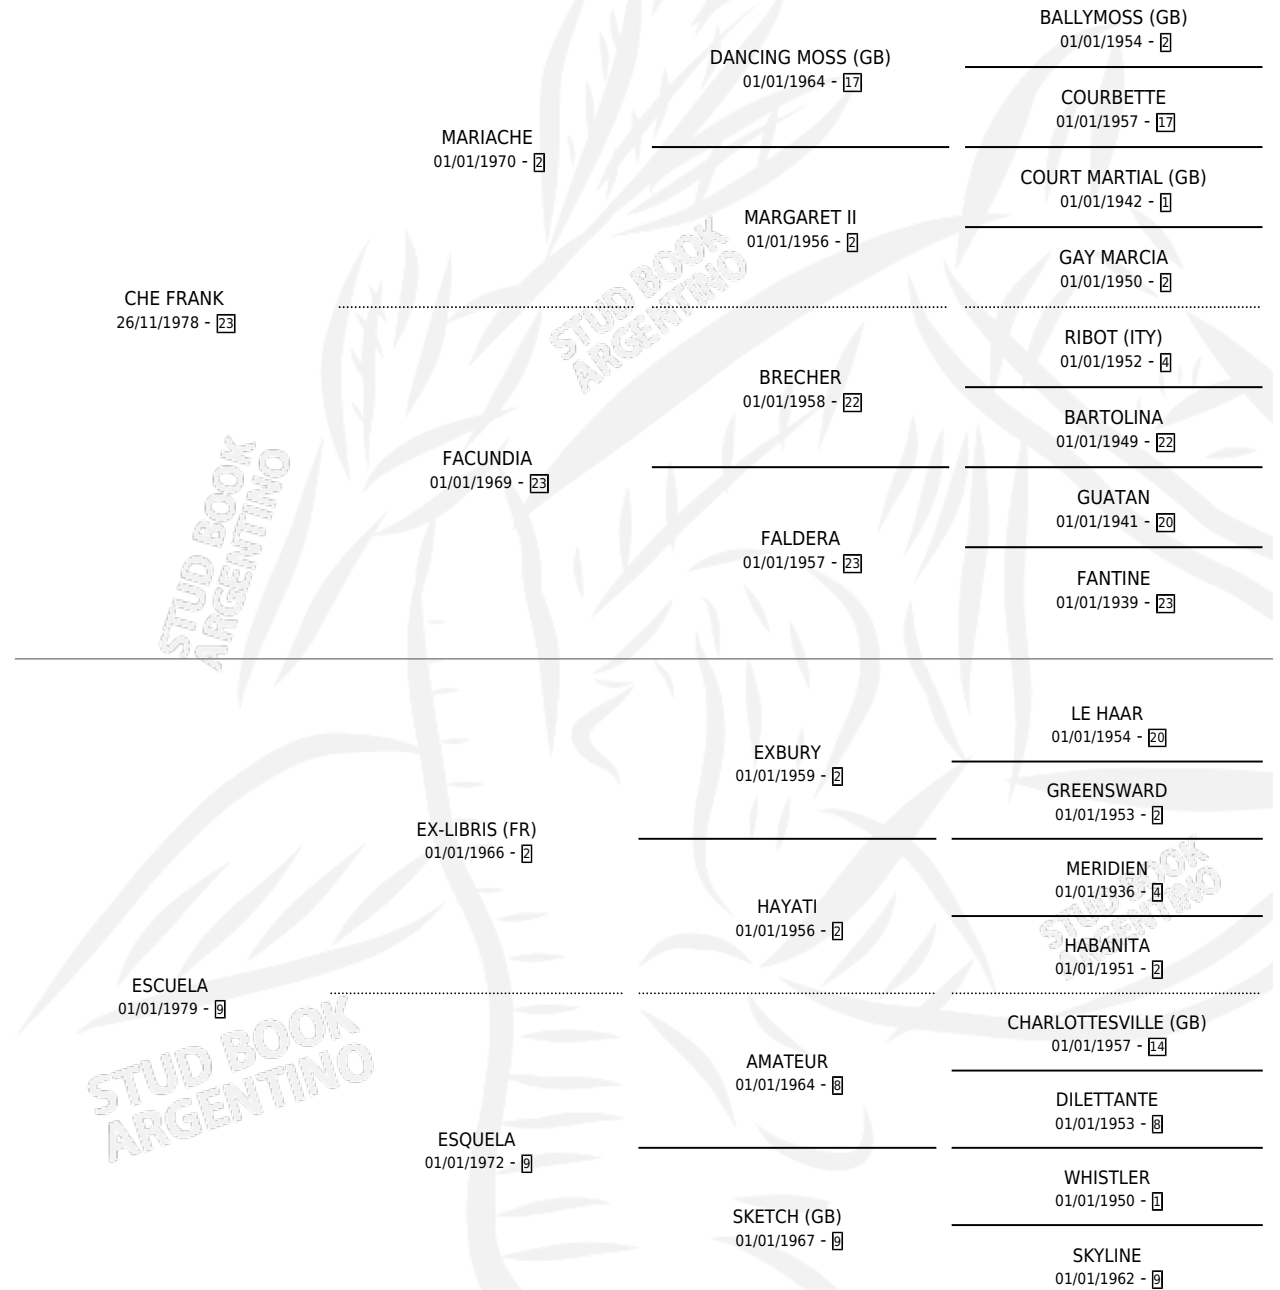 BALLYMOSS (GB)
01/01/1954 - 2
DANCING MOSS (GB)
01/01/1964 - 17
COURBETTE
01/01/1957 - 17
MARIACHE
01/01/1970 - 2
COURT MARTIAL (GB)
01/01/1942 - 1
MARGARET II
01/01/1956 - 2
GAY MARCIA
01/01/1950 - 2
CHE FRANK
26/11/1978 - 23
STUD BOOK
ARGENTINO
RIBOT (ITY)
01/01/1952 - 4
BRECHER
01/01/1958 - 22
BARTOLINA
01/01/1949 - 22
FACUNDIA
01/01/1969 - 23
GUATAN
01/01/1941 - 20
FALDERA
01/01/1957 - 23
FANTINE
01/01/1939 - 23
STUD BOOK
ARGENTINO
LE HAAR
01/01/1954 - 20
EXBURY
01/01/1959 - 2
GREENSWARD
01/01/1953 - 2
EX-LIBRIS (FR)
01/01/1966 - 2
MERIDIEN
01/01/1936 - 4
HAYATI
01/01/1956 - 2
HABANITA
01/01/1951 - 2
STUD BOOK
ARGENTINO
ESCUELA
01/01/1979 - 9
CHARLOTTESVILLE (GB)
01/01/1957 - 14
AMATEUR
01/01/1964 - 8
DILETTANTE
01/01/1953 - 8
STUD BOOK
ARGENTINO
ESQUELA
01/01/1972 - 9
WHISTLER
01/01/1950 - 1
SKETCH (GB)
01/01/1967 - 9
SKYLINE
01/01/1962 - 9